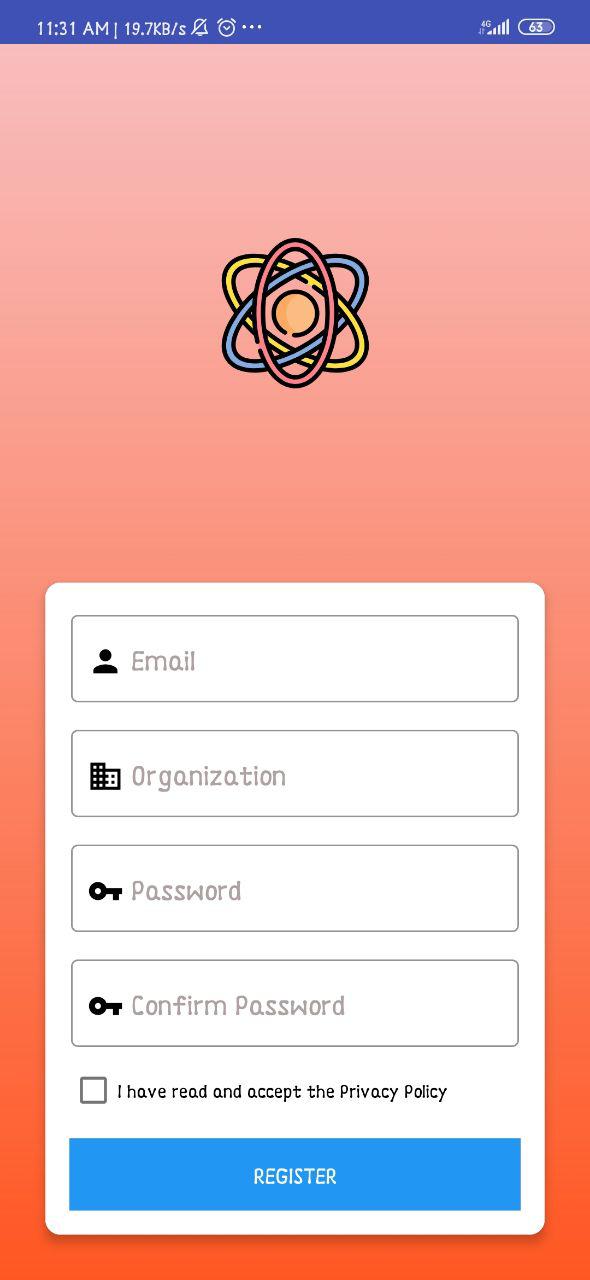 11:31 AM | 19.7KB/s ... 4G 63
Email
Organization
Password
Confirm Password
I have read and accept the Privacy Policy
REGISTER